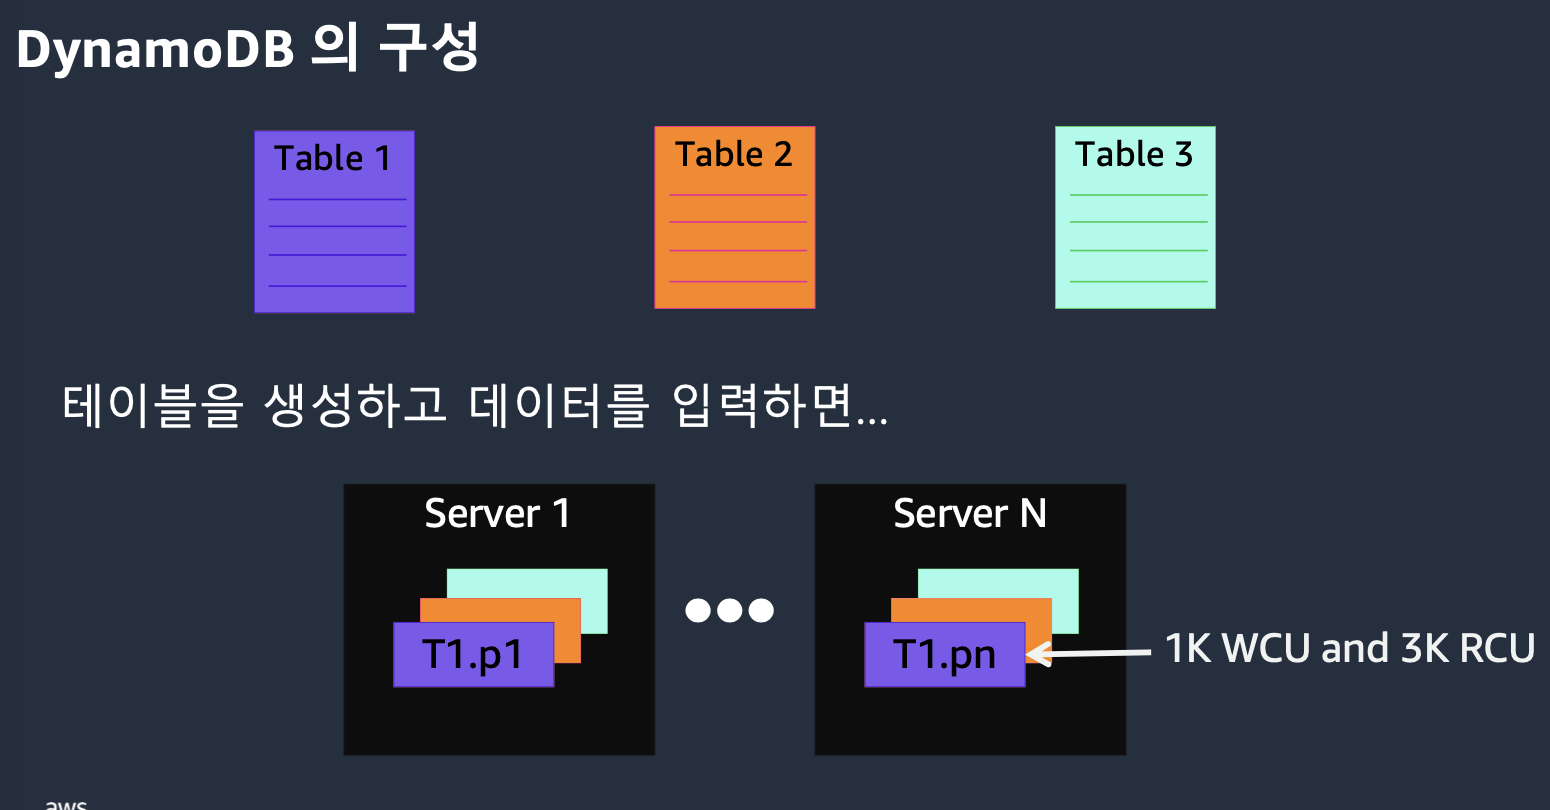 DynamoDB 의 구성
Table 1
Table 2
Table 3
테이블을 생성하고 데이터를 입력하면...
Server 1
Server N
T1.p1
T1.pn
1K WCU and 3K RCU
aws